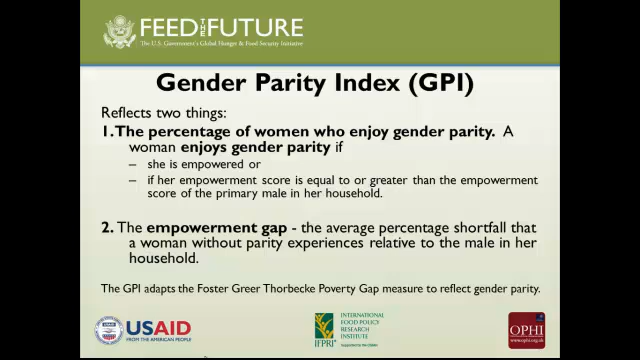 FEED THE FUTURE
The U.S. Government's Global Hunger & Food Security Initiative
Gender Parity Index (GPI)
Reflects two things:
1. The percentage of women who enjoy gender parity. A
woman enjoys gender parity if
– she is empowered or
– if her empowerment score is equal to or greater than the empowerment
score of the primary male in her household.
2. The empowerment gap - the average percentage shortfall that
a woman without parity experiences relative to the male in her
household.
The GPI adapts the Foster Greer Thorbecke Poverty Gap measure to reflect gender parity.
USAID
FROM THE AMERICAN PEOPLE
IFPRI
INTERNATIONAL
FOOD POLICY
RESEARCH
INSTITUTE
OPHI
www.ophi.org.uk